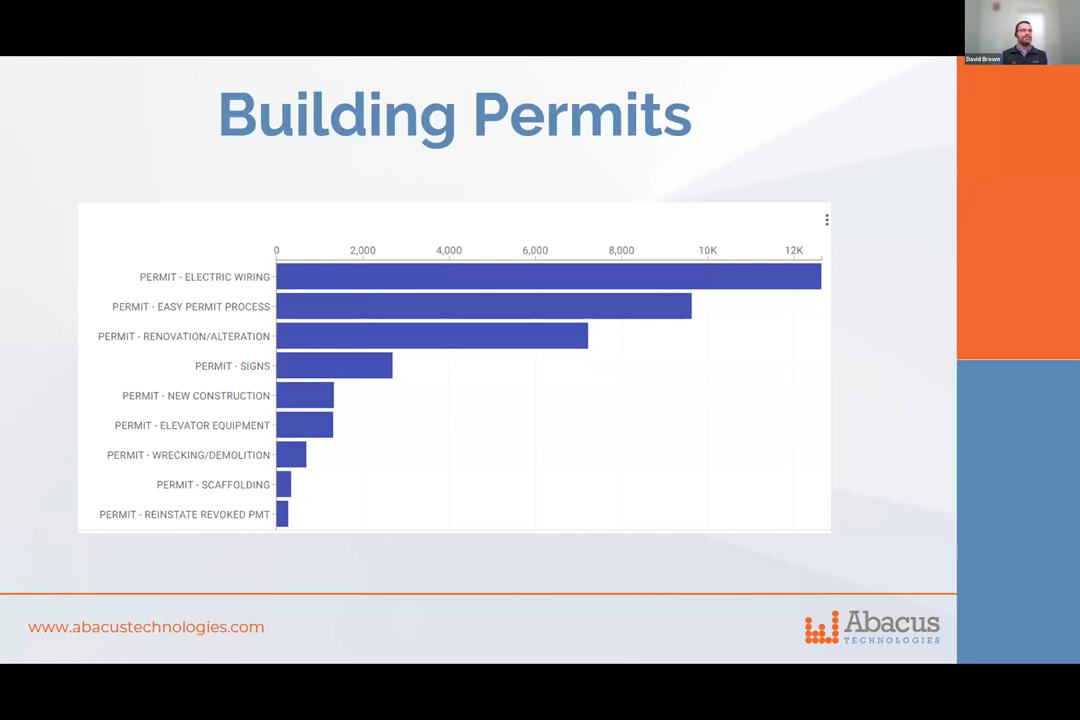 David Brown
Building Permits
0 2,000 4,000 6,000 8,000 10K 12K
PERMIT - ELECTRIC WIRING
PERMIT - EASY PERMIT PROCESS
PERMIT - RENOVATION/ALTERATION
PERMIT - SIGNS
PERMIT - NEW CONSTRUCTION
PERMIT - ELEVATOR EQUIPMENT
PERMIT - WRECKING/DEMOLITION
PERMIT - SCAFFOLDING
PERMIT - REINSTATE REVOKED PMT
www.abacustechnologies.com
Abacus
TECHNOLOGIES